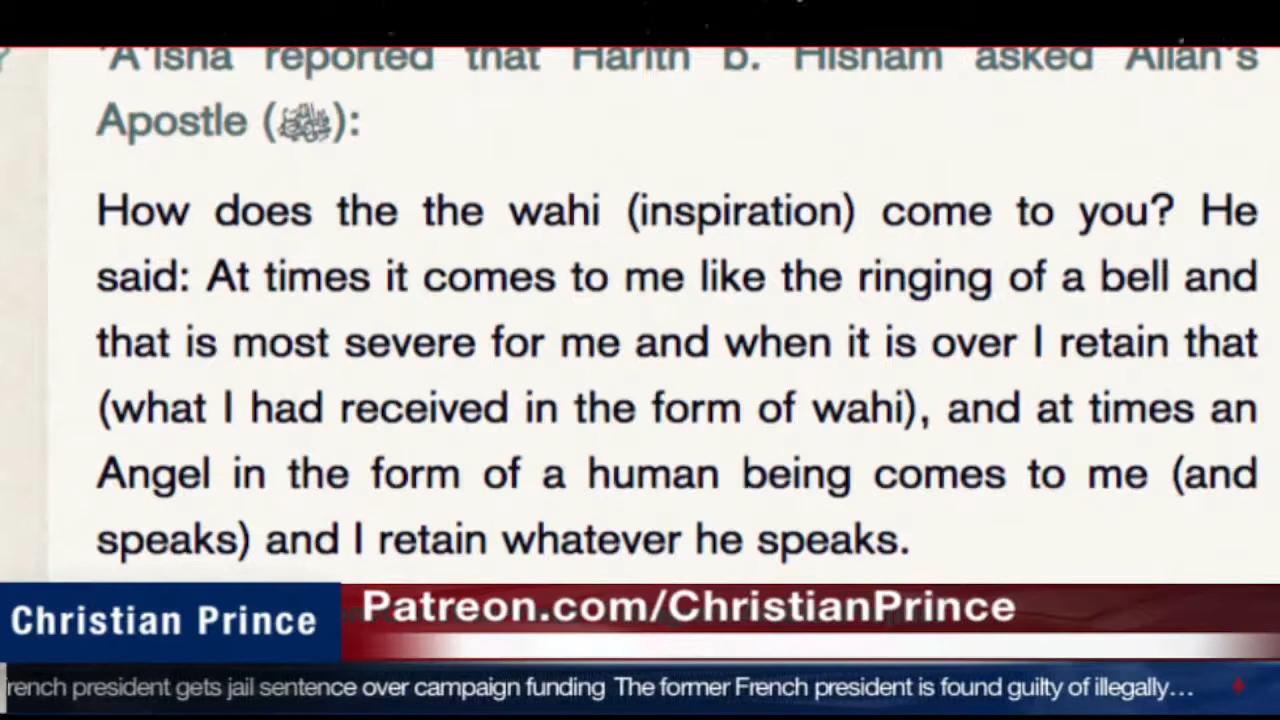 'A'isha reported that Harith b. Hisham asked Allah's
Apostle (ﷺ):
How does the the wahi (inspiration) come to you? He
said: At times it comes to me like the ringing of a bell and
that is most severe for me and when it is over I retain that
(what I had received in the form of wahi), and at times an
Angel in the form of a human being comes to me (and
speaks) and I retain whatever he speaks.
Christian Prince
Patreon.com/ChristianPrince
rench president gets jail sentence over campaign funding The former French president is found guilty of illegally...